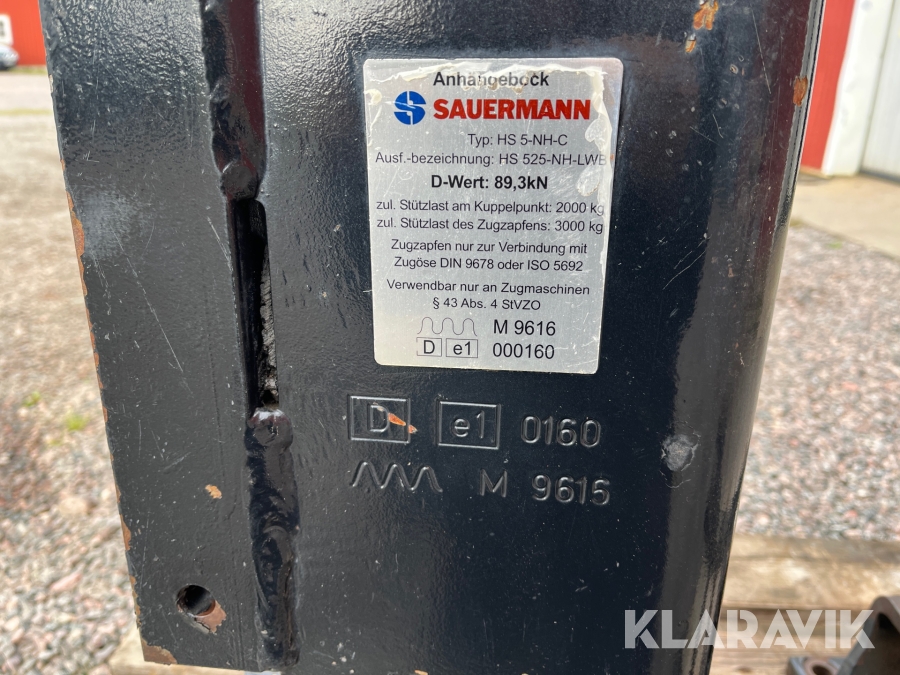 Anhängebock
SAUERMANN
Typ: HS 5-NH-C
Ausf.-bezeichnung: HS 525-NH-LWB
D-Wert: 89,3kN
zul. Stützlast am Kuppelpunkt: 2000 kg
zul. Stützlast des Zugzapfens: 3000 kg
Zugzapfen nur zur Verbindung mit
Zugöse DIN 9678 oder ISO 5692
Verwendbar nur an Zugmaschinen
§ 43 Abs. 4 StVZO
M 9616
D e1 000160
D e1 0160
M 9616
KLARAVIK